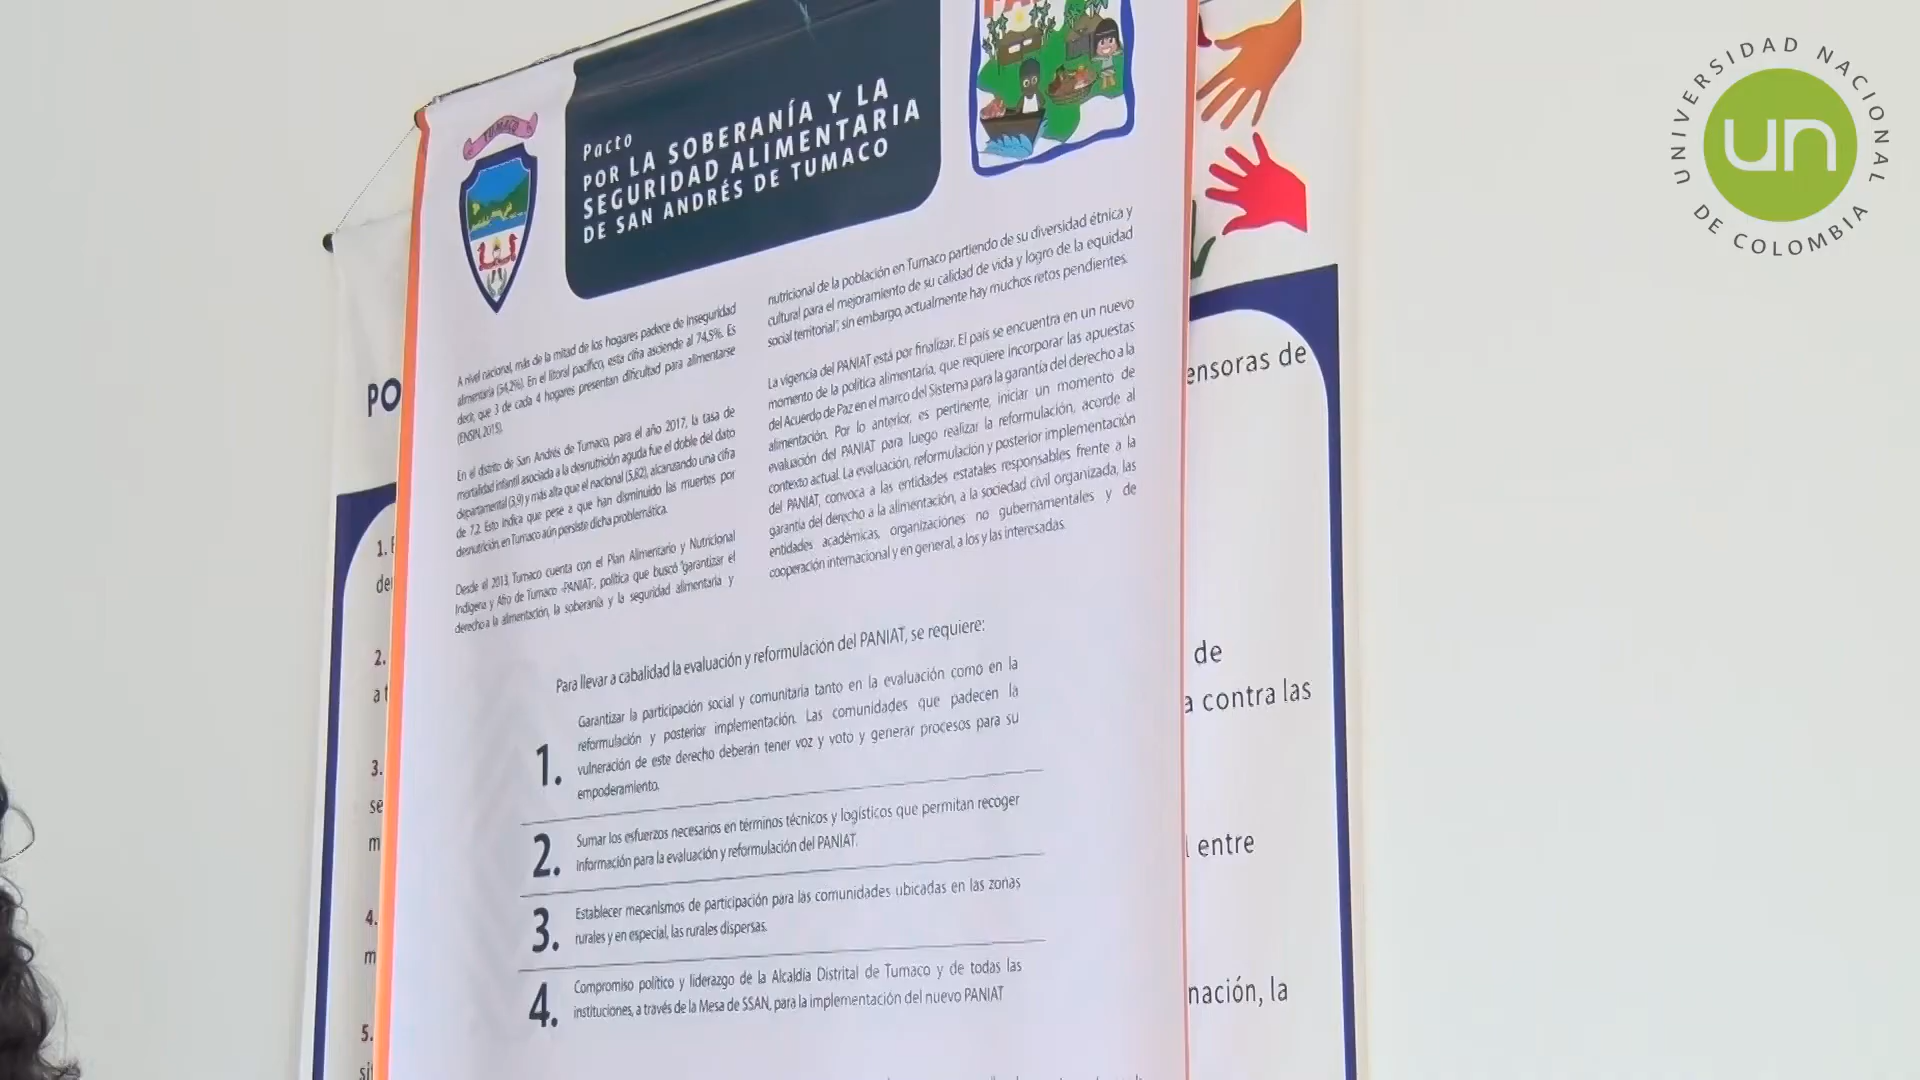 TUMACO
Pacto
POR LA SOBERANÍA Y LA
SEGURIDAD ALIMENTARIA
DE SAN ANDRÉS DE TUMACO
A nivel nacional, más de la mitad de los hogares padece de inseguridad
alimentaria (54,2%). En el litoral pacífico, esta cifra asciende al 74,5%. Es
decir, que 3 de cada 4 hogares presentan dificultad para alimentarse
(ENSIN, 2015).
En el distrito de San Andrés de Tumaco, para el año 2017, la tasa de
mortalidad infantil asociada a la desnutrición aguda fue el doble del dato
departamental (3,9) y más alta que el nacional (5,82), alcanzando una cifra
de 7.2. Esto indica que pese a que han disminuido las muertes por
desnutrición, en Tumaco aún persiste dicha problemática.
Desde el 2013, Tumaco cuenta con el Plan Alimentario y Nutricional
Indígena y Afro de Tumaco -PANIAT-, política que buscó "garantizar el
derecho a la alimentación, la soberanía y la seguridad alimentaria y
nutricional de la población en Tumaco partiendo de su diversidad étnica y
cultural para el mejoramiento de su calidad de vida y logro de la equidad
social territorial", sin embargo, actualmente hay muchos retos pendientes.
La vigencia del PANIAT está por finalizar. El país se encuentra en un nuevo
momento de la política alimentaria, que requiere incorporar las apuestas
del Acuerdo de Paz en el marco del Sistema para la garantía del derecho a la
alimentación. Por lo anterior, es pertinente, iniciar un momento de
evaluación del PANIAT para luego realizar la reformulación, acorde al
contexto actual. La evaluación, reformulación y posterior implementación
del PANIAT, convoca a las entidades estatales responsables frente a la
garantía del derecho a la alimentación, a la sociedad civil organizada, las
entidades académicas, organizaciones no gubernamentales y de
cooperación internacional y en general, a los y las interesadas.
Para llevar a cabalidad la evaluación y reformulación del PANIAT, se requiere:
1. Garantizar la participación social y comunitaria tanto en la evaluación como en la
reformulación y posterior implementación. Las comunidades que padecen la
vulneración de este derecho deberán tener voz y voto y generar procesos para su
empoderamiento.
2. Sumar los esfuerzos necesarios en términos técnicos y logísticos que permitan recoger
información para la evaluación y reformulación del PANIAT.
3. Establecer mecanismos de participación para las comunidades ubicadas en las zonas
rurales y en especial, las rurales dispersas.
4. Compromiso político y liderazgo de la Alcaldía Distrital de Tumaco y de todas las
instituciones, a través de la Mesa de SSAN, para la implementación del nuevo PANIAT
PO
1.
de
2.
a t
3.
se
m
4.
m
5.
si
ensoras de
de
a contra las
entre
nación, la
UNIVERSIDAD NACIONAL
DE COLOMBIA
un